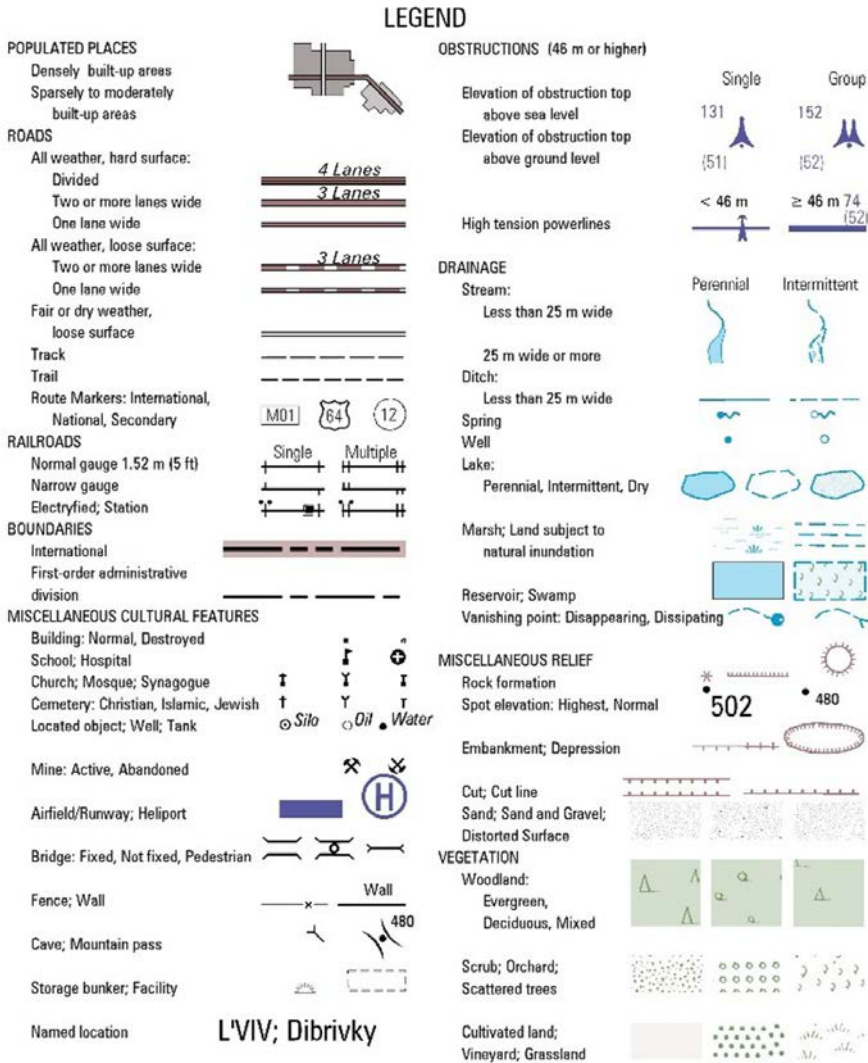 LEGEND
POPULATED PLACES
Densely built-up areas
Sparsely to moderately
built-up areas
ROADS
All weather, hard surface:
Divided
4 Lanes
Two or more lanes wide
3 Lanes
One lane wide
All weather, loose surface:
Two or more lanes wide
3 Lanes
One lane wide
Fair or dry weather,
loose surface
Track
Trail
Route Markers: International,
National, Secondary
M01 64 12
RAILROADS
Single Multiple
Normal gauge 1.52 m (5 ft)
Narrow gauge
Electryfied; Station
BOUNDARIES
International
First-order administrative
division
MISCELLANEOUS CULTURAL FEATURES
Building: Normal, Destroyed
School; Hospital
Church; Mosque; Synagogue
Cemetery: Christian, Islamic, Jewish
Located object; Well; Tank
Silo Oil Water
Mine: Active, Abandoned
Airfield/Runway; Heliport
H
Bridge: Fixed, Not fixed, Pedestrian
Fence; Wall
Wall
Cave; Mountain pass
480
Storage bunker; Facility
Named location
L'VIV; Dibrivky
OBSTRUCTIONS (46 m or higher)
Single Group
Elevation of obstruction top
above sea level
131 152
Elevation of obstruction top
above ground level
(51) (52)
< 46 m ≥ 46 m 74
(52)
High tension powerlines
DRAINAGE
Perennial Intermittent
Stream:
Less than 25 m wide
25 m wide or more
Ditch:
Less than 25 m wide
Spring
Well
Lake:
Perennial, Intermittent, Dry
Marsh; Land subject to
natural inundation
Reservoir; Swamp
Vanishing point: Disappearing, Dissipating
MISCELLANEOUS RELIEF
Rock formation
Spot elevation: Highest, Normal
502 480
Embankment; Depression
Cut; Cut line
Sand; Sand and Gravel;
Distorted Surface
VEGETATION
Woodland:
Evergreen,
Deciduous, Mixed
Scrub; Orchard;
Scattered trees
Cultivated land;
Vineyard; Grassland